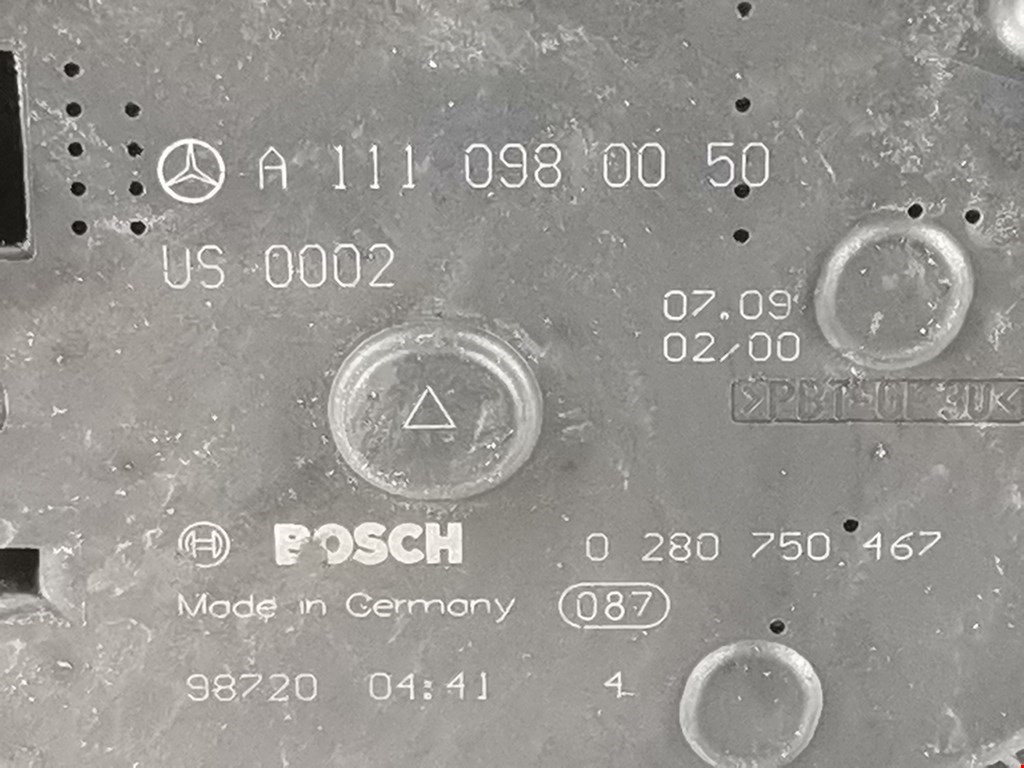 A 111 098 00 50
US 0002
07.09
02/00
BOSCH 0 280 750 467
Made in Germany 087
98720 04:41 4